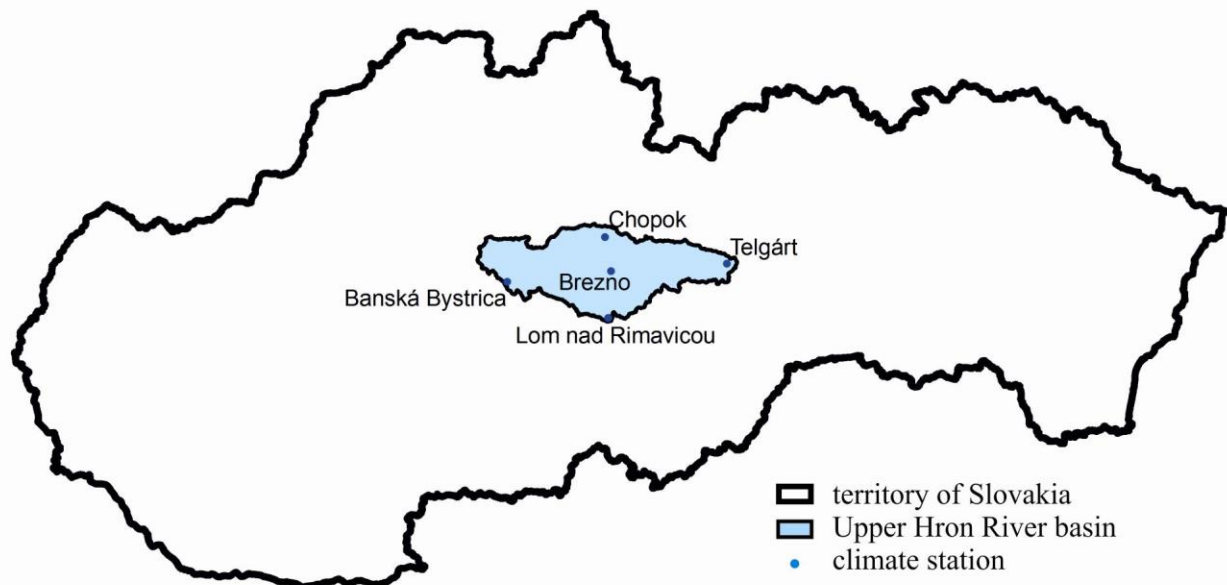 Chopok
Telgárt
Brezno
Banská Bystrica
Lom nad Rimavicou
territory of Slovakia
Upper Hron River basin
climate station